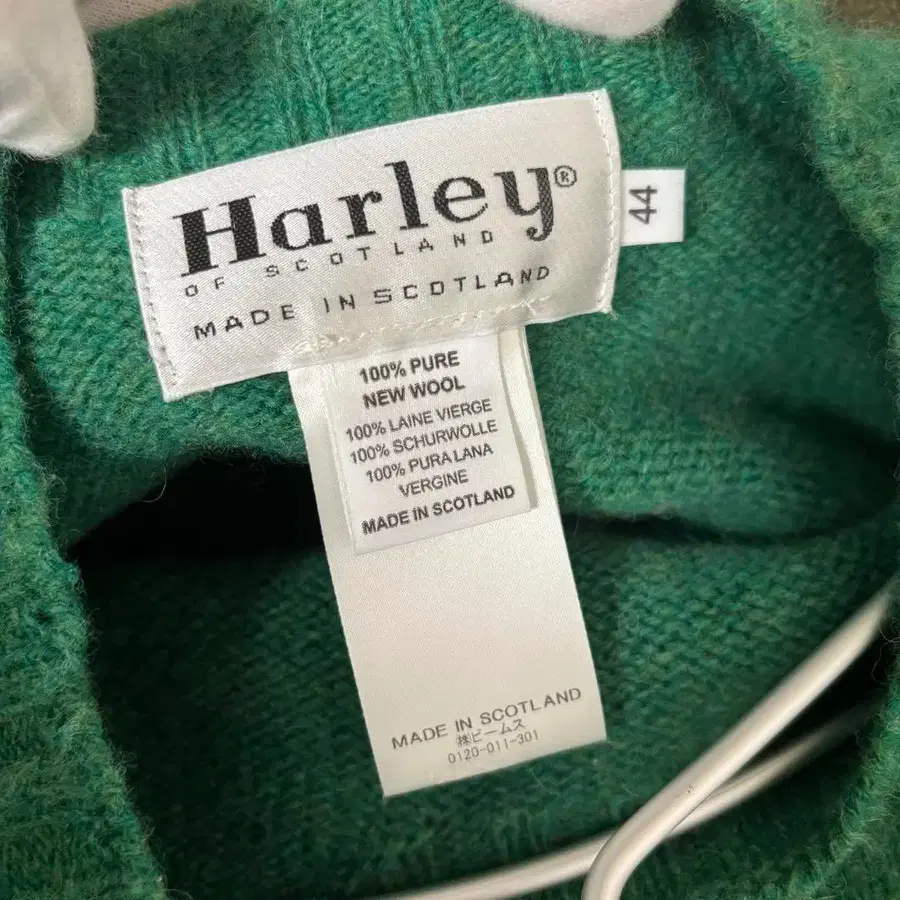 Harley®
OF SCOTLAND
MADE IN SCOTLAND
44
100% PURE
NEW WOOL
100% LAINE VIERGE
100% SCHURWOLLE
100% PURA LANA
VERGINE
MADE IN SCOTLAND
MADE IN SCOTLAND
㈱ビームス
0120-011-301